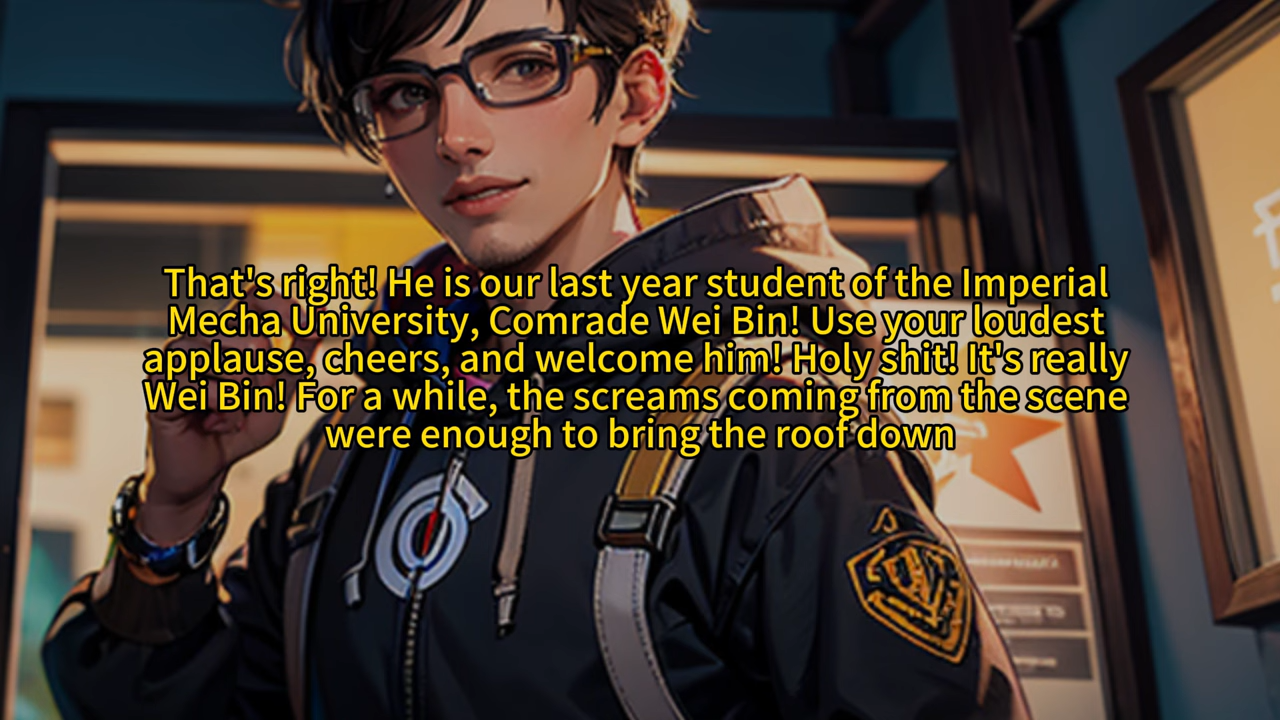 That's right! He is our last year student of the Imperial
Mecha University, Comrade Wei Bin! Use your loudest
applause, cheers, and welcome him! Holy shit! It's really
Wei Bin! For a while, the screams coming from the scene
were enough to bring the roof down